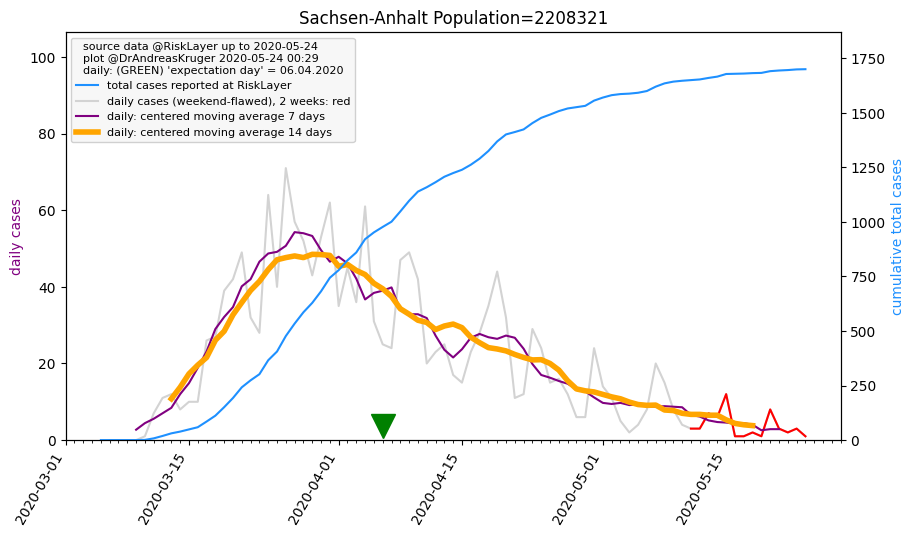 Sachsen-Anhalt Population=2208321
source data @RiskLayer up to 2020-05-24
plot @DrAndreasKruger 2020-05-24 00:29
daily: (GREEN) 'expectation day' = 06.04.2020
total cases reported at RiskLayer
daily cases (weekend-flawed), 2 weeks: red
daily: centered moving average 7 days
daily: centered moving average 14 days
daily cases
100
80
60
40
20
0
cumulative total cases
1750
1500
1250
1000
750
500
250
0
2020-03-01
2020-03-15
2020-04-01
2020-04-15
2020-05-01
2020-05-15